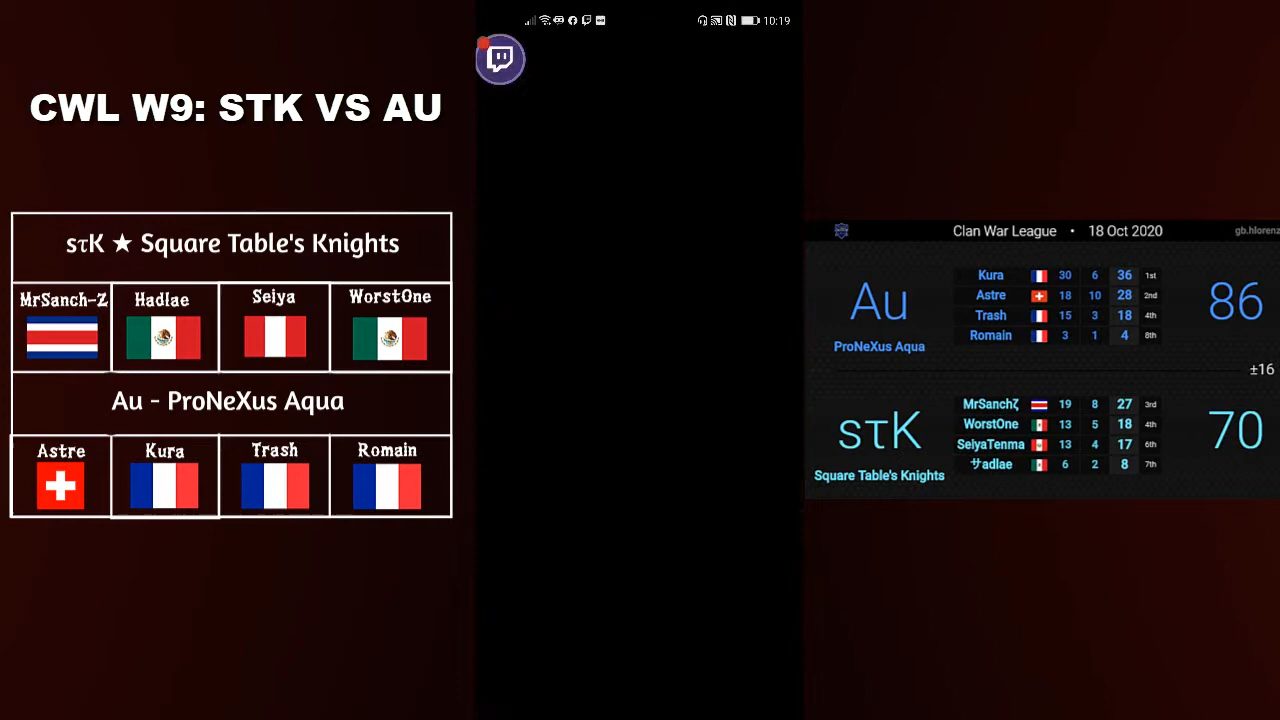 10:19
CWL W9: STK VS AU
sτK ★ Square Table's Knights
MrSanch-Z Hadlae Seiya WorstOne
Au - ProNeXus Aqua
Astre Kura Trash Romain
Clan War League • 18 Oct 2020 gb.hlorenz
Au
ProNeXus Aqua
Kura 30 6 36 1st
Astre 18 10 28 2nd
Trash 15 3 18 4th
Romain 3 1 4 8th
86
±16
sτK
Square Table's Knights
MrSanchζ 19 8 27 3rd
WorstOne 13 5 18 4th
SeiyaTenma 13 4 17 6th
サadlae 6 2 8 7th
70